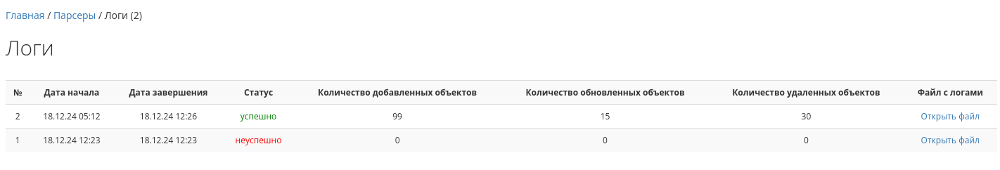 Главная / Парсеры / Логи (2)
Логи
№ Дата начала Дата завершения Статус Количество добавленных объектов Количество обновленных объектов Количество удаленных объектов Файл с логами
2 18.12.24 05:12 18.12.24 12:26 успешно 99 15 30 Открыть файл
1 18.12.24 12:23 18.12.24 12:23 неуспешно 0 0 0 Открыть файл